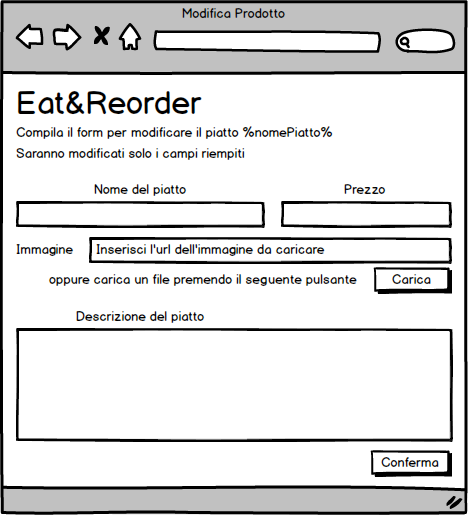 Modifica Prodotto
Eat&Reorder
Compila il form per modificare il piatto %nomePiatto%
Saranno modificati solo i campi riempiti
Nome del piatto Prezzo
Immagine Inserisci l'url dell'immagine da caricare
oppure carica un file premendo il seguente pulsante Carica
Descrizione del piatto
Conferma